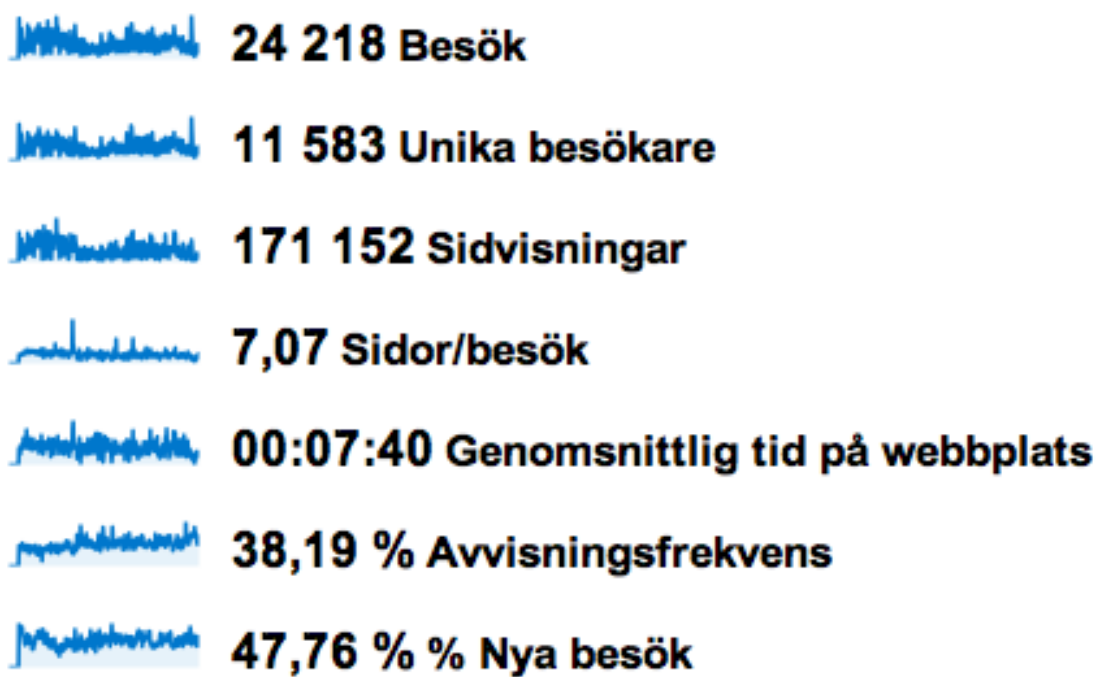 24 218 Besök
11 583 Unika besökare
171 152 Sidvisningar
7,07 Sidor/besök
00:07:40 Genomsnittlig tid på webbplats
38,19 % Avvisningsfrekvens
47,76 % % Nya besök